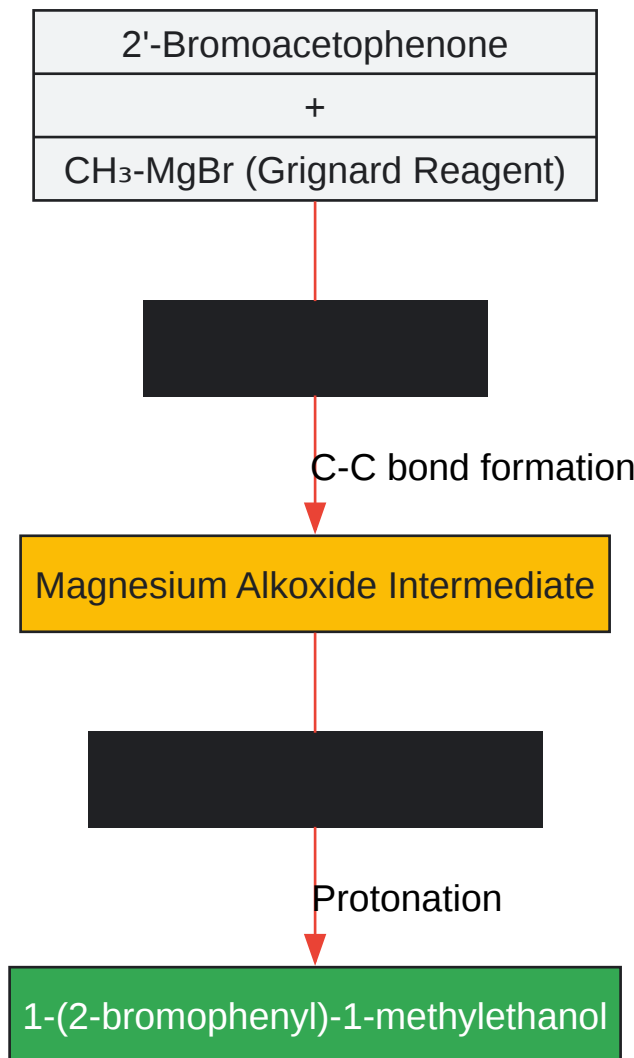 2'-Bromoacetophenone
+
CH₃-MgBr (Grignard Reagent)
C-C bond formation
Magnesium Alkoxide Intermediate
Protonation
1-(2-bromophenyl)-1-methylethanol